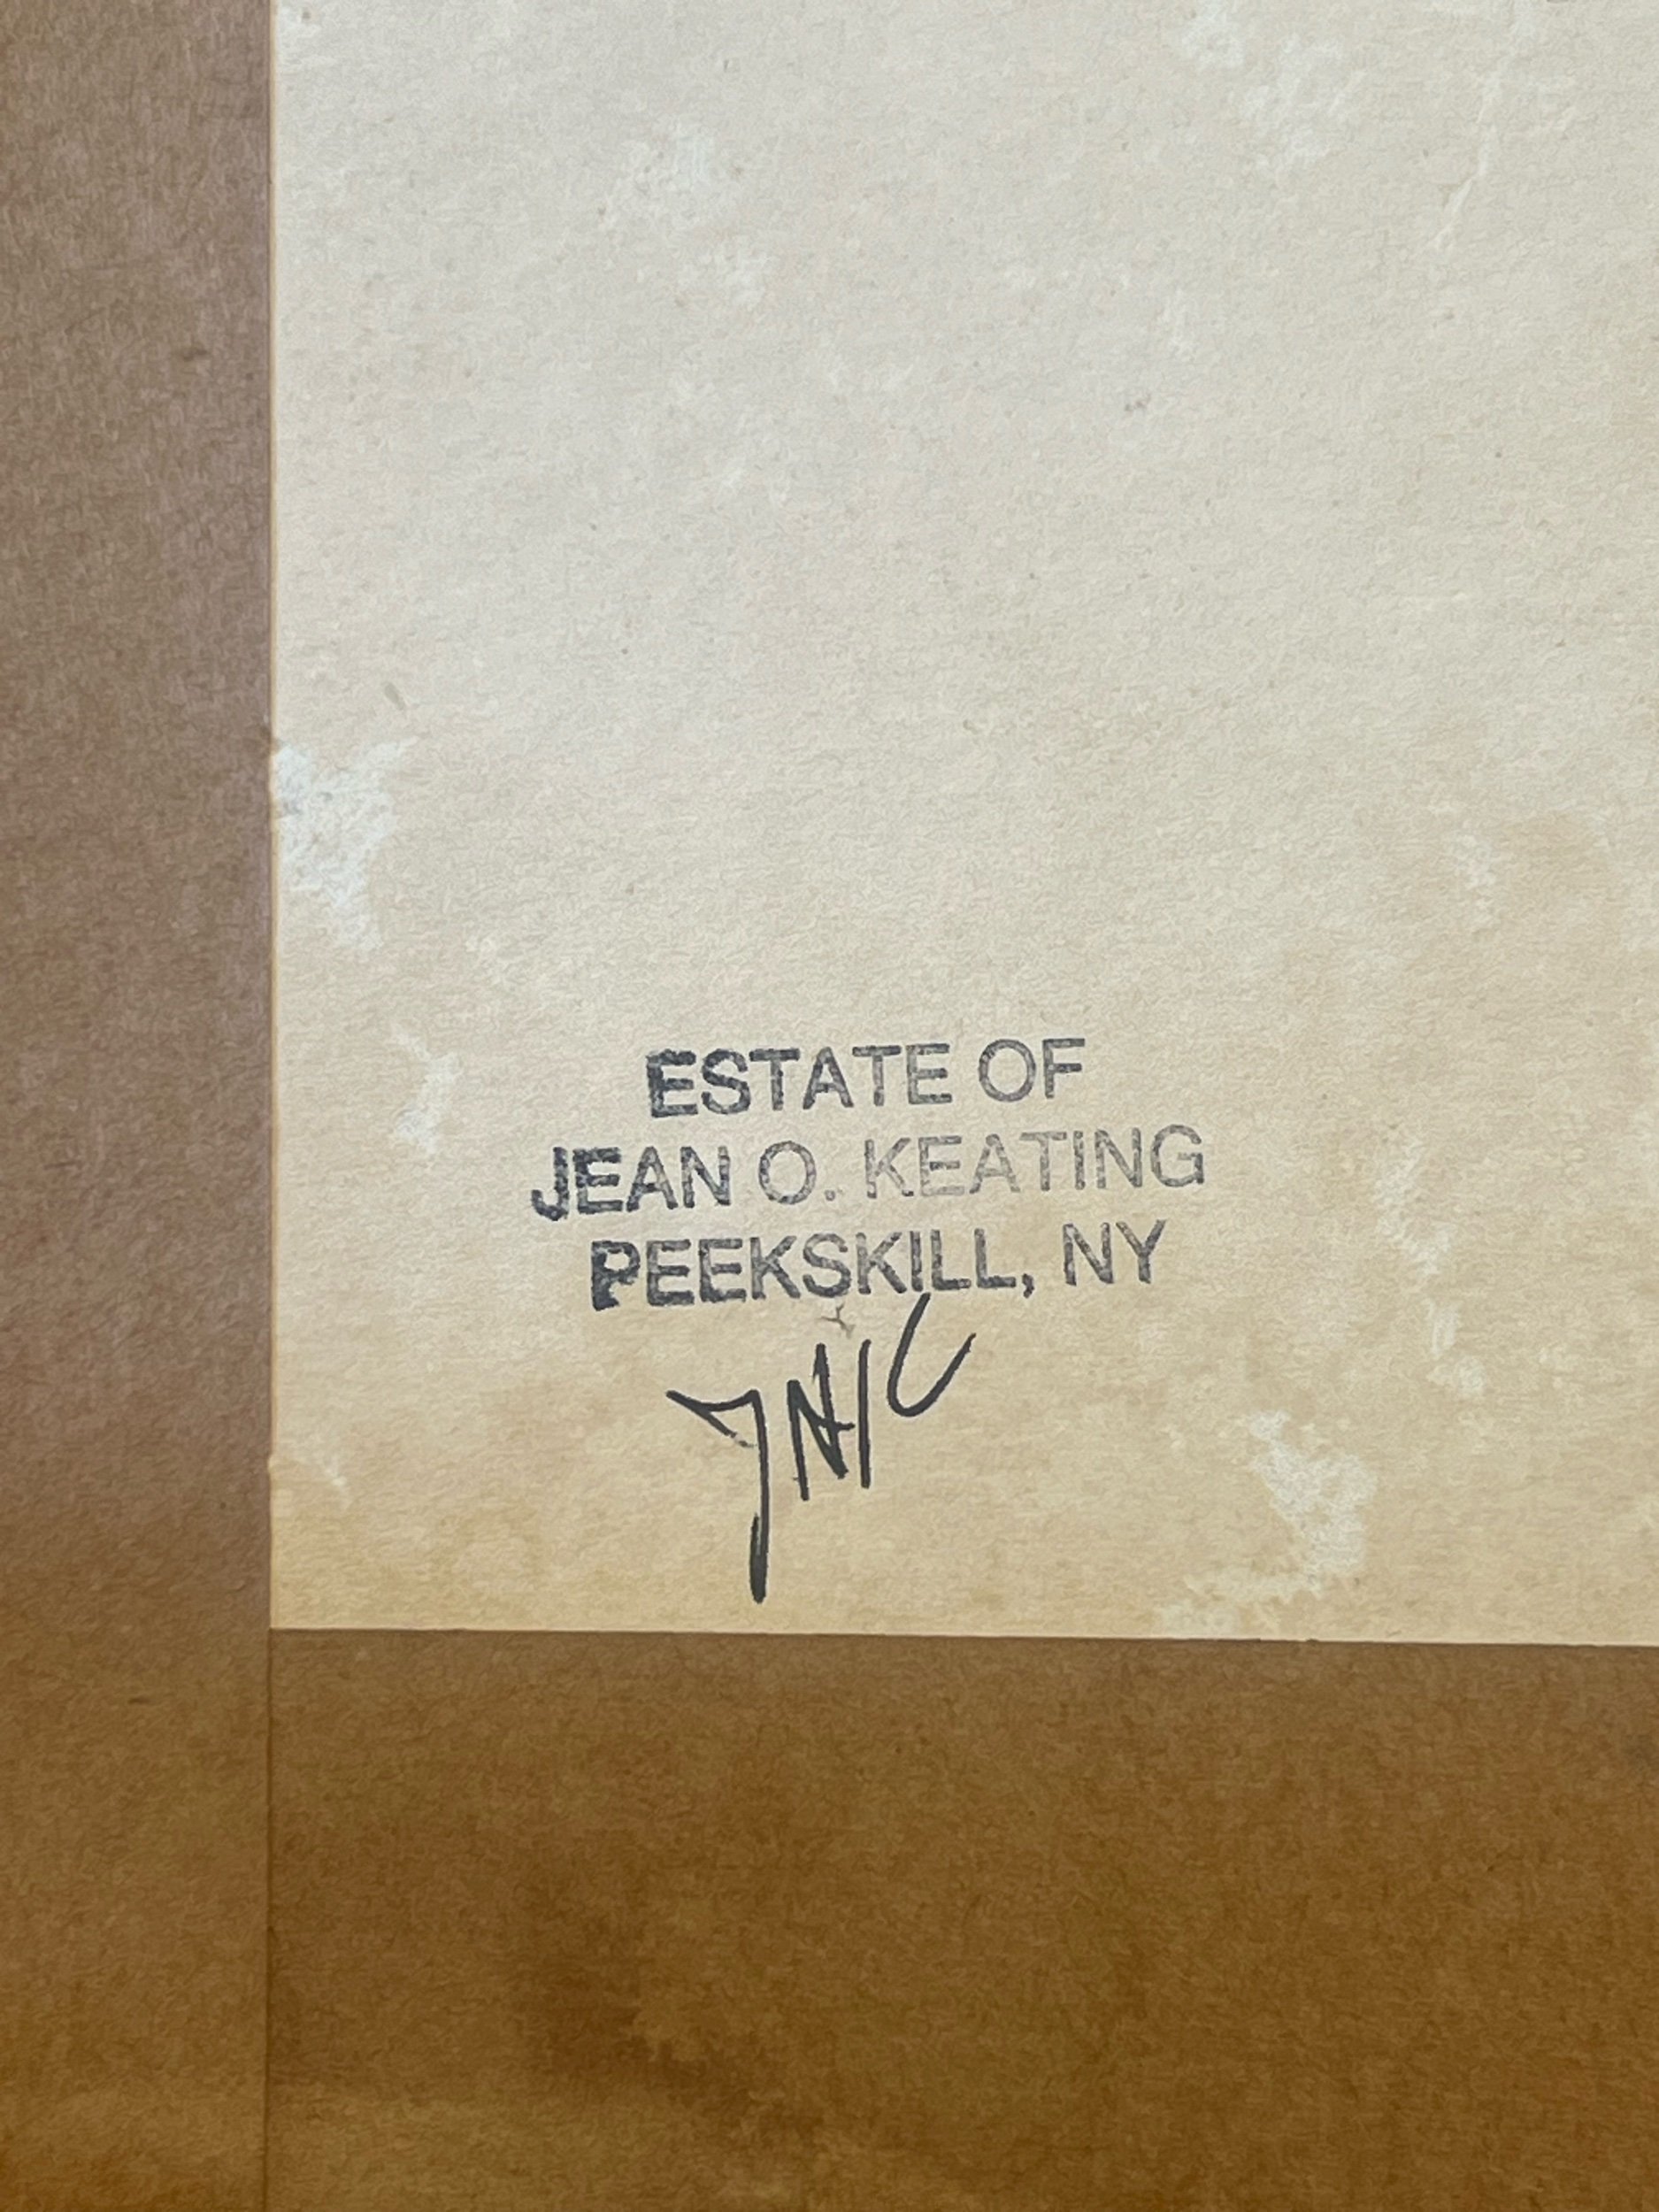 ESTATE OF
JEAN O. KEATING
PEEKSKILL, NY